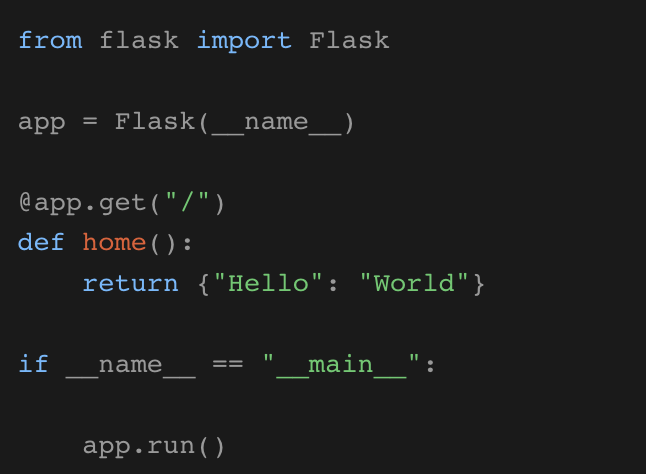 from flask import Flask
app = Flask(__name__)
@app.get("/")
def home():
    return {"Hello": "World"}
if __name__ == "__main__":
    app.run()